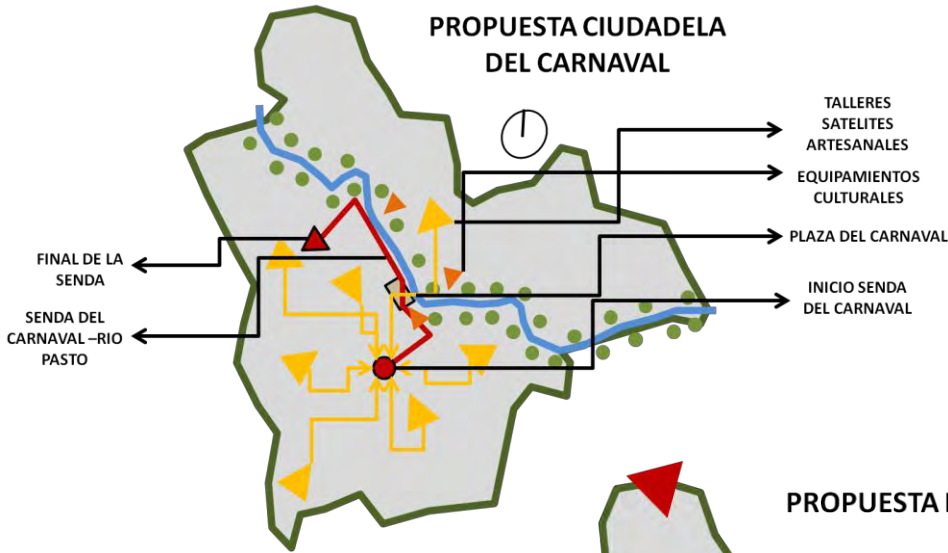 PROPUESTA CIUDADELA
DEL CARNAVAL
TALLERES
SATELITES
ARTESANALES
EQUIPAMIENTOS
CULTURALES
PLAZA DEL CARNAVAL
INICIO SENDA
DEL CARNAVAL
FINAL DE LA
SENDA
SENDA DEL
CARNAVAL –RIO
PASTO
PROPUESTA